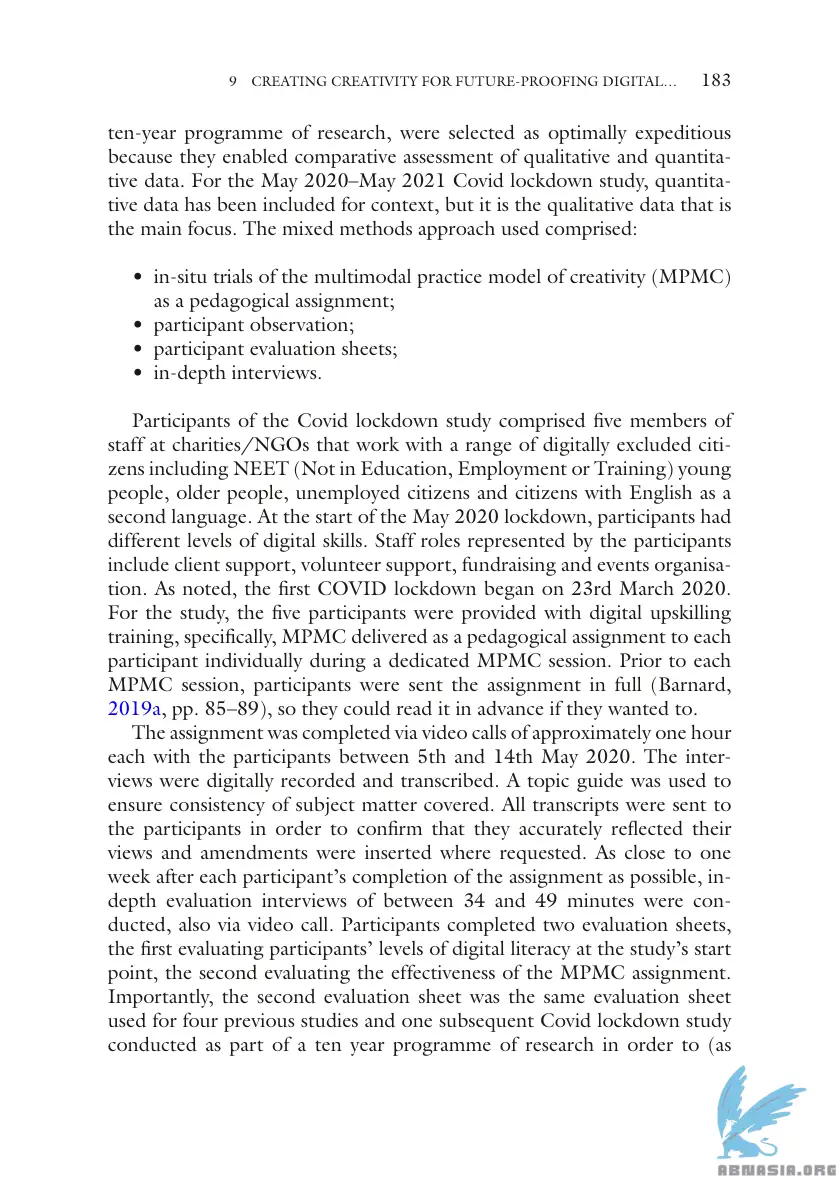 9 CREATING CREATIVITY FOR FUTURE-PROOFING DIGITAL… 183
ten-year programme of research, were selected as optimally expeditious
because they enabled comparative assessment of qualitative and quantita-
tive data. For the May 2020–May 2021 Covid lockdown study, quantita-
tive data has been included for context, but it is the qualitative data that is
the main focus. The mixed methods approach used comprised:
• in-situ trials of the multimodal practice model of creativity (MPMC)
as a pedagogical assignment;
• participant observation;
• participant evaluation sheets;
• in-depth interviews.
Participants of the Covid lockdown study comprised five members of
staff at charities/NGOs that work with a range of digitally excluded citi-
zens including NEET (Not in Education, Employment or Training) young
people, older people, unemployed citizens and citizens with English as a
second language. At the start of the May 2020 lockdown, participants had
different levels of digital skills. Staff roles represented by the participants
include client support, volunteer support, fundraising and events organisa-
tion. As noted, the first COVID lockdown began on 23rd March 2020.
For the study, the five participants were provided with digital upskilling
training, specifically, MPMC delivered as a pedagogical assignment to each
participant individually during a dedicated MPMC session. Prior to each
MPMC session, participants were sent the assignment in full (Barnard,
2019a, pp. 85–89), so they could read it in advance if they wanted to.
The assignment was completed via video calls of approximately one hour
each with the participants between 5th and 14th May 2020. The inter-
views were digitally recorded and transcribed. A topic guide was used to
ensure consistency of subject matter covered. All transcripts were sent to
the participants in order to confirm that they accurately reflected their
views and amendments were inserted where requested. As close to one
week after each participant's completion of the assignment as possible, in-
depth evaluation interviews of between 34 and 49 minutes were con-
ducted, also via video call. Participants completed two evaluation sheets,
the first evaluating participants' levels of digital literacy at the study's start
point, the second evaluating the effectiveness of the MPMC assignment.
Importantly, the second evaluation sheet was the same evaluation sheet
used for four previous studies and one subsequent Covid lockdown study
conducted as part of a ten year programme of research in order to (as
ABNASIA.ORG